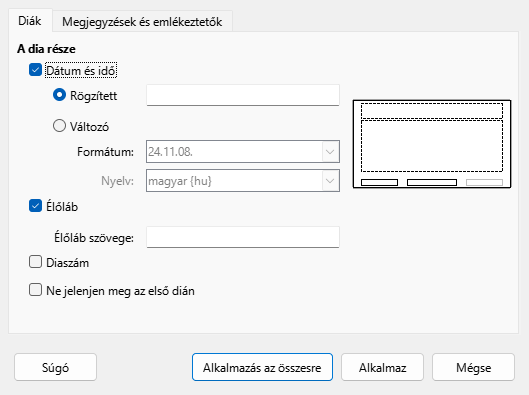 Diák
Megjegyzések és emlékeztetők
A dia része
Dátum és idő
Rögzített
Változó
Formátum: 24.11.08.
Nyelv: magyar {hu}
Élőláb
Élőláb szövege:
Diaszám
Ne jelenjen meg az első dián
Súgó
Alkalmazás az összesre
Alkalmaz
Mégse